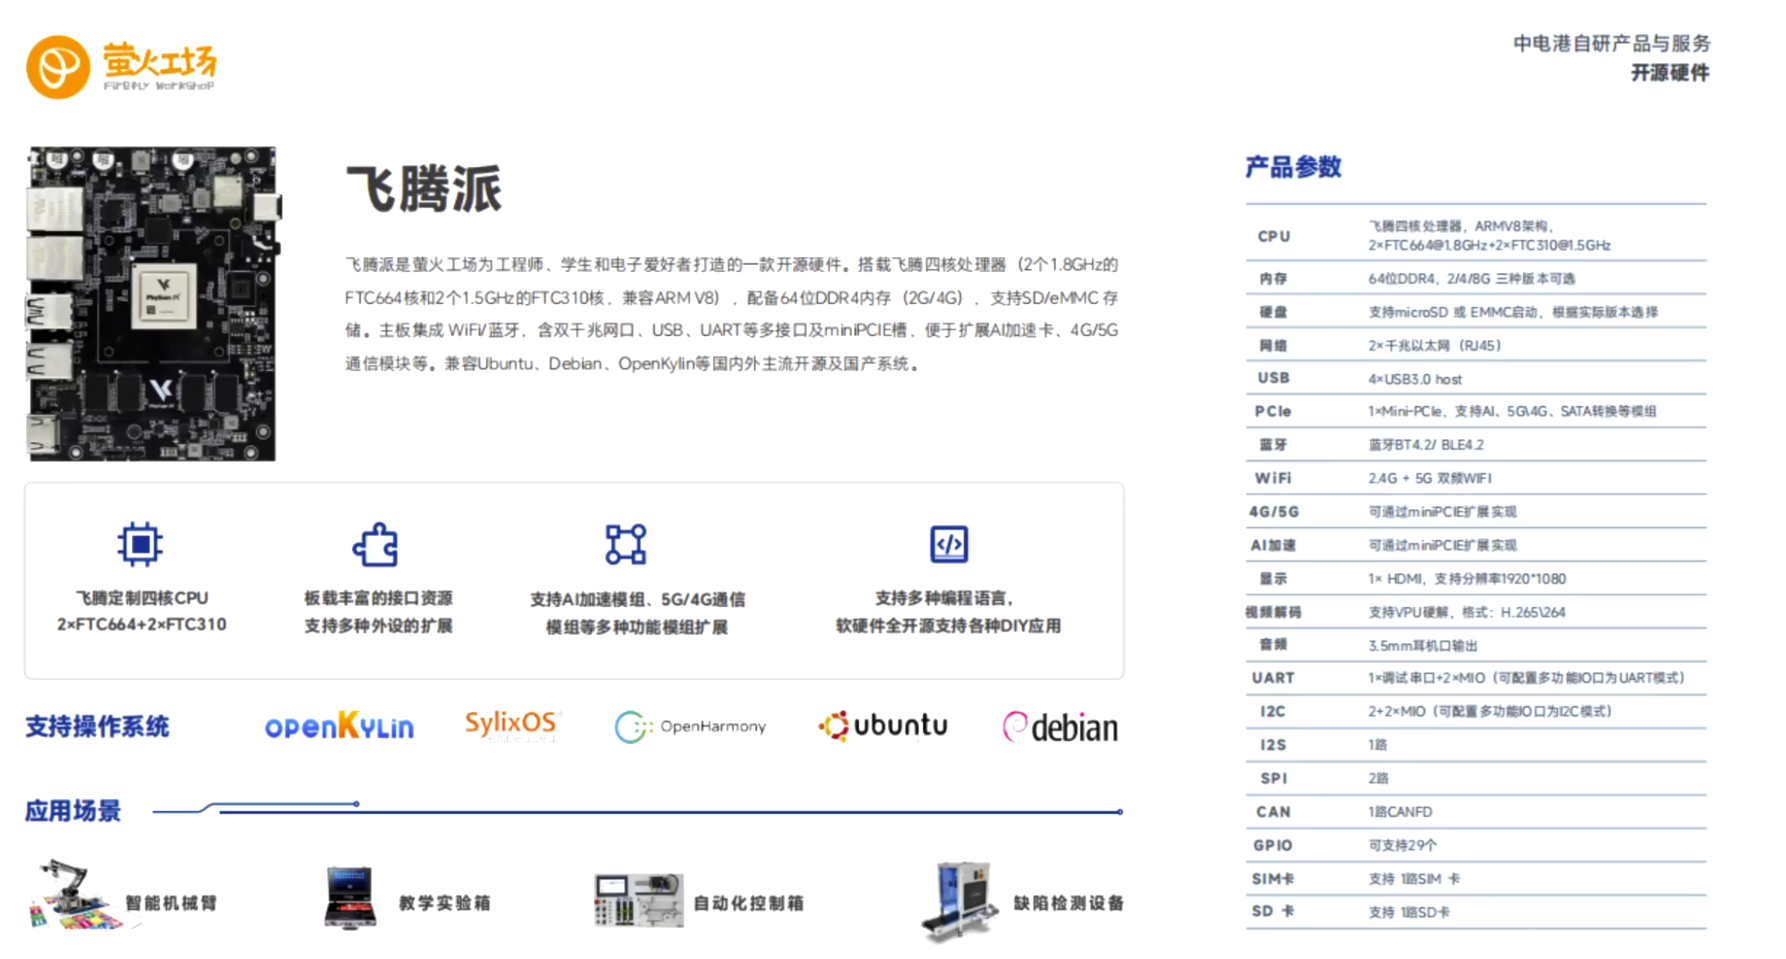 萤火工场
FIREFLY WORKSHOP
中电港自研产品与服务
开源硬件
飞腾派
飞腾派是萤火工场为工程师、学生和电子爱好者打造的一款开源硬件。搭载飞腾四核处理器（2个1.8GHz的
FTC664核和2个1.5GHz的FTC310核，兼容ARM V8），配备64位DDR4内存（2G/4G），支持SD/eMMC 存
储。主板集成 WiFi/蓝牙，含双千兆网口、USB、UART等多接口及miniPCIE槽，便于扩展AI加速卡、4G/5G
通信模块等。兼容Ubuntu、Debian、OpenKylin等国内外主流开源及国产系统。
Phytium Pi
飞腾定制四核CPU
2×FTC664+2×FTC310
板载丰富的接口资源
支持多种外设的扩展
支持AI加速模组、5G/4G通信
模组等多种功能模组扩展
支持多种编程语言，
软硬件全开源支持各种DIY应用
支持操作系统
openKylin
SylixOS
OpenHarmony
ubuntu
debian
应用场景
智能机械臂
教学实验箱
自动化控制箱
缺陷检测设备
产品参数
CPU 飞腾四核处理器，ARMV8架构，
2×FTC664@1.8GHz+2×FTC310@1.5GHz
内存 64位DDR4，2/4/8G 三种版本可选
硬盘 支持microSD 或 EMMC启动，根据实际版本选择
网络 2×千兆以太网（RJ45）
USB 4×USB3.0 host
PCIe 1×Mini-PCIe，支持AI、5G\4G、SATA转换等模组
蓝牙 蓝牙BT4.2/ BLE4.2
WiFi 2.4G + 5G 双频WIFI
4G/5G 可通过miniPCIE扩展实现
AI加速 可通过miniPCIE扩展实现
显示 1× HDMI，支持分辨率1920*1080
视频解码 支持VPU硬解，格式：H.265\264
音频 3.5mm耳机口输出
UART 1×调试串口+2×MIO（可配置多功能IO口为UART模式）
I2C 2+2×MIO（可配置多功能IO口为I2C模式）
I2S 1路
SPI 2路
CAN 1路CANFD
GPIO 可支持29个
SIM卡 支持 1路SIM 卡
SD 卡 支持 1路SD卡